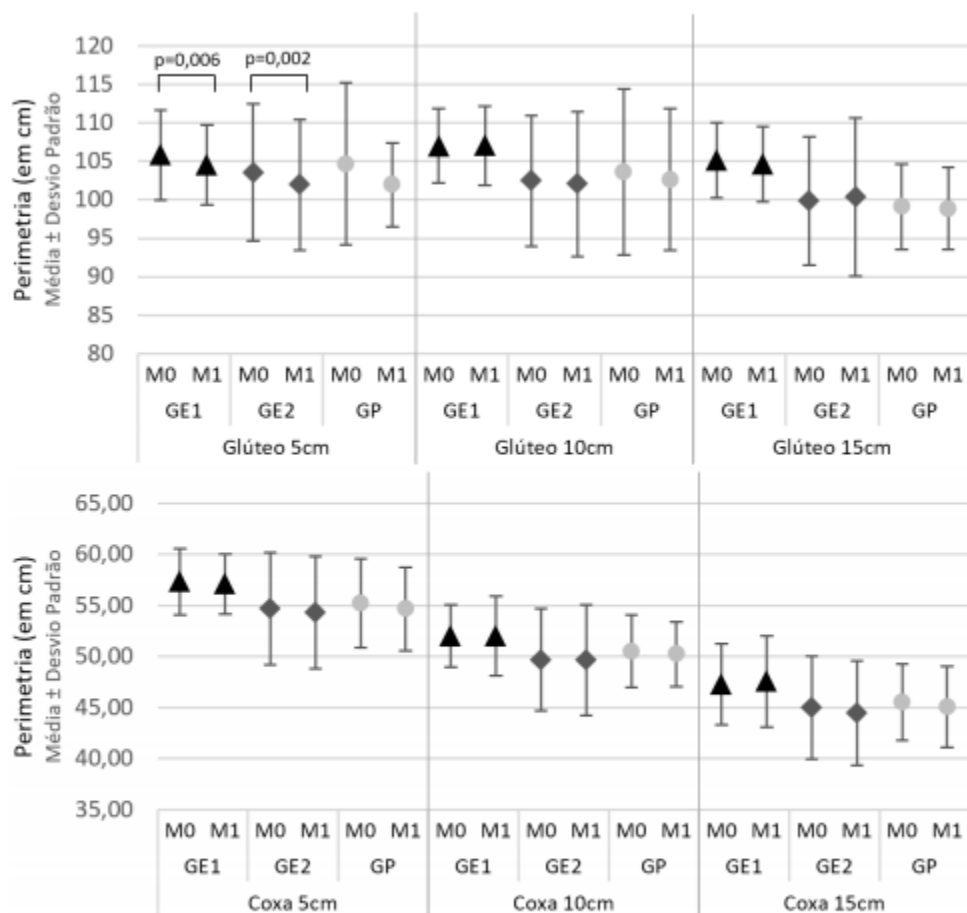 120
115
110
105
100
95
90
85
80
Perimetria (em cm)
Média ± Desvio Padrão
p=0,006 p=0,002
M0 M1 M0 M1 M0 M1 M0 M1 M0 M1 M0 M1 M0 M1 M0 M1 M0 M1
GE1 GE2 GP GE1 GE2 GP GE1 GE2 GP
Glúteo 5cm Glúteo 10cm Glúteo 15cm
65,00
60,00
55,00
50,00
45,00
40,00
35,00
Perimetria (em cm)
Média ± Desvio Padrão
M0 M1 M0 M1 M0 M1 M0 M1 M0 M1 M0 M1 M0 M1 M0 M1 M0 M1
GE1 GE2 GP GE1 GE2 GP GE1 GE2 GP
Coxa 5cm Coxa 10cm Coxa 15cm